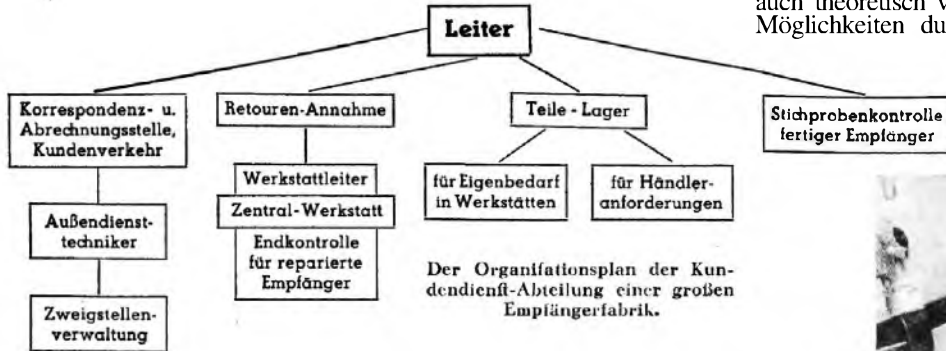 auch theoretisch
Möglichkeiten
Leiter
Korrespondenz- u.
Abrechnungsstelle,
Kundenverkehr
Retouren-Annahme
Teile-Lager
Stichprobenkontrolle
fertiger Empfänger
Werkstattleiter
Zentral-Werkstatt
Endkontrolle
für reparierte
Empfänger
für Eigenbedarf
in Werkstätten
für Händler-
anforderungen
Außendienst-
techniker
Zweigstellen-
verwaltung
Der Organiſationsplan der Kun-
dendienſt-Abteilung einer großen
Empfängerfabrik.